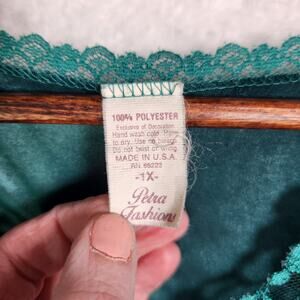 100% POLYESTER
Exclusive of Decoration
Hand wash cold. Hang
to dry. Use no bleach.
Do not twist or wring.
MADE IN U.S.A.
RN 66223
-1X-
Petra
Fashions